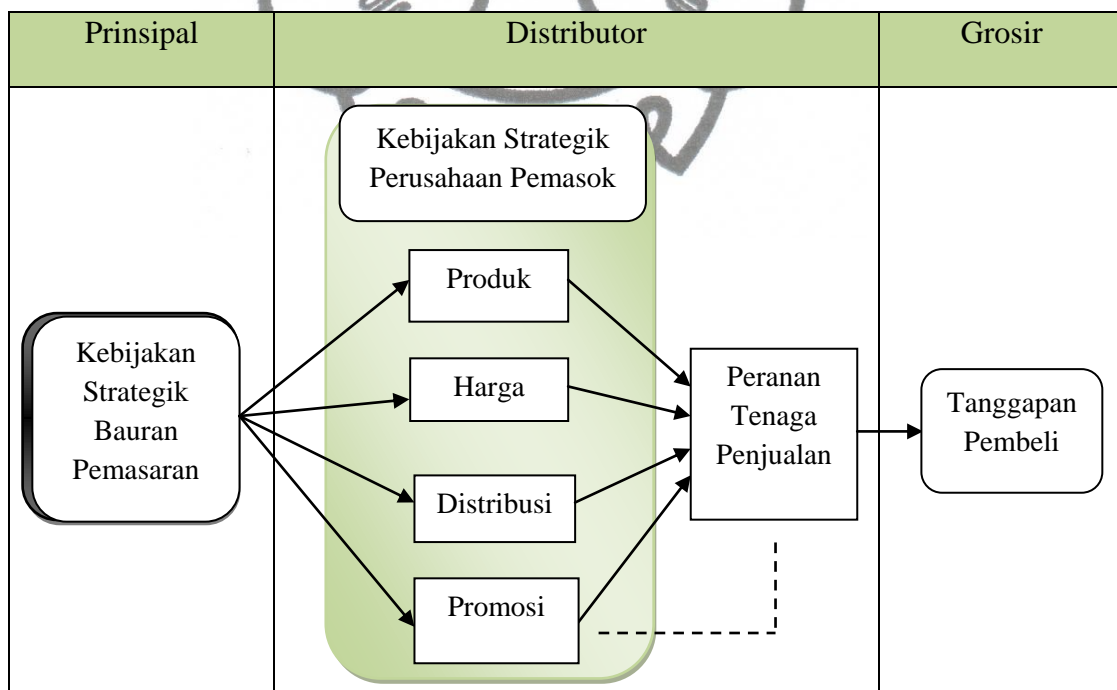 Prinsipal
Distributor
Grosir
Kebijakan Strategik
Perusahaan Pemasok
Produk
Harga
Distribusi
Promosi
Kebijakan
Strategik
Bauran
Pemasaran
Peranan
Tenaga
Penjualan
Tanggapan
Pembeli